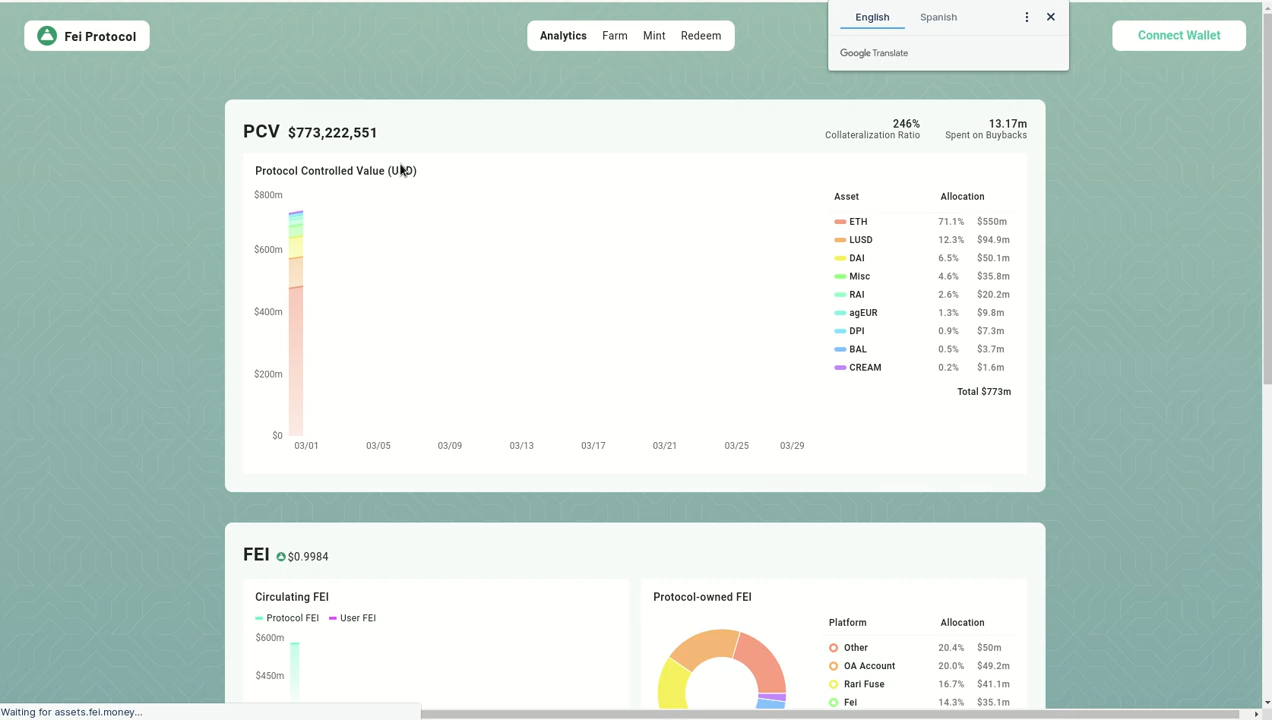 Fei Protocol
Analytics Farm Mint Redeem
English Spanish
Google Translate
Connect Wallet
PCV $773,222,551
246%
Collateralization Ratio
13.17m
Spent on Buybacks
Protocol Controlled Value (USD)
$800m
$600m
$400m
$200m
$0
03/01 03/05 03/09 03/13 03/17 03/21 03/25 03/29
Asset Allocation
ETH 71.1% $550m
LUSD 12.3% $94.9m
DAI 6.5% $50.1m
Misc 4.6% $35.8m
RAI 2.6% $20.2m
agEUR 1.3% $9.8m
DPI 0.9% $7.3m
BAL 0.5% $3.7m
CREAM 0.2% $1.6m
Total $773m
FEI $0.9984
Circulating FEI
Protocol FEI User FEI
$600m
$450m
Protocol-owned FEI
Platform Allocation
Other 20.4% $50m
OA Account 20.0% $49.2m
Rari Fuse 16.7% $41.1m
Fei 14.3% $35.1m
Waiting for assets.fei.money...